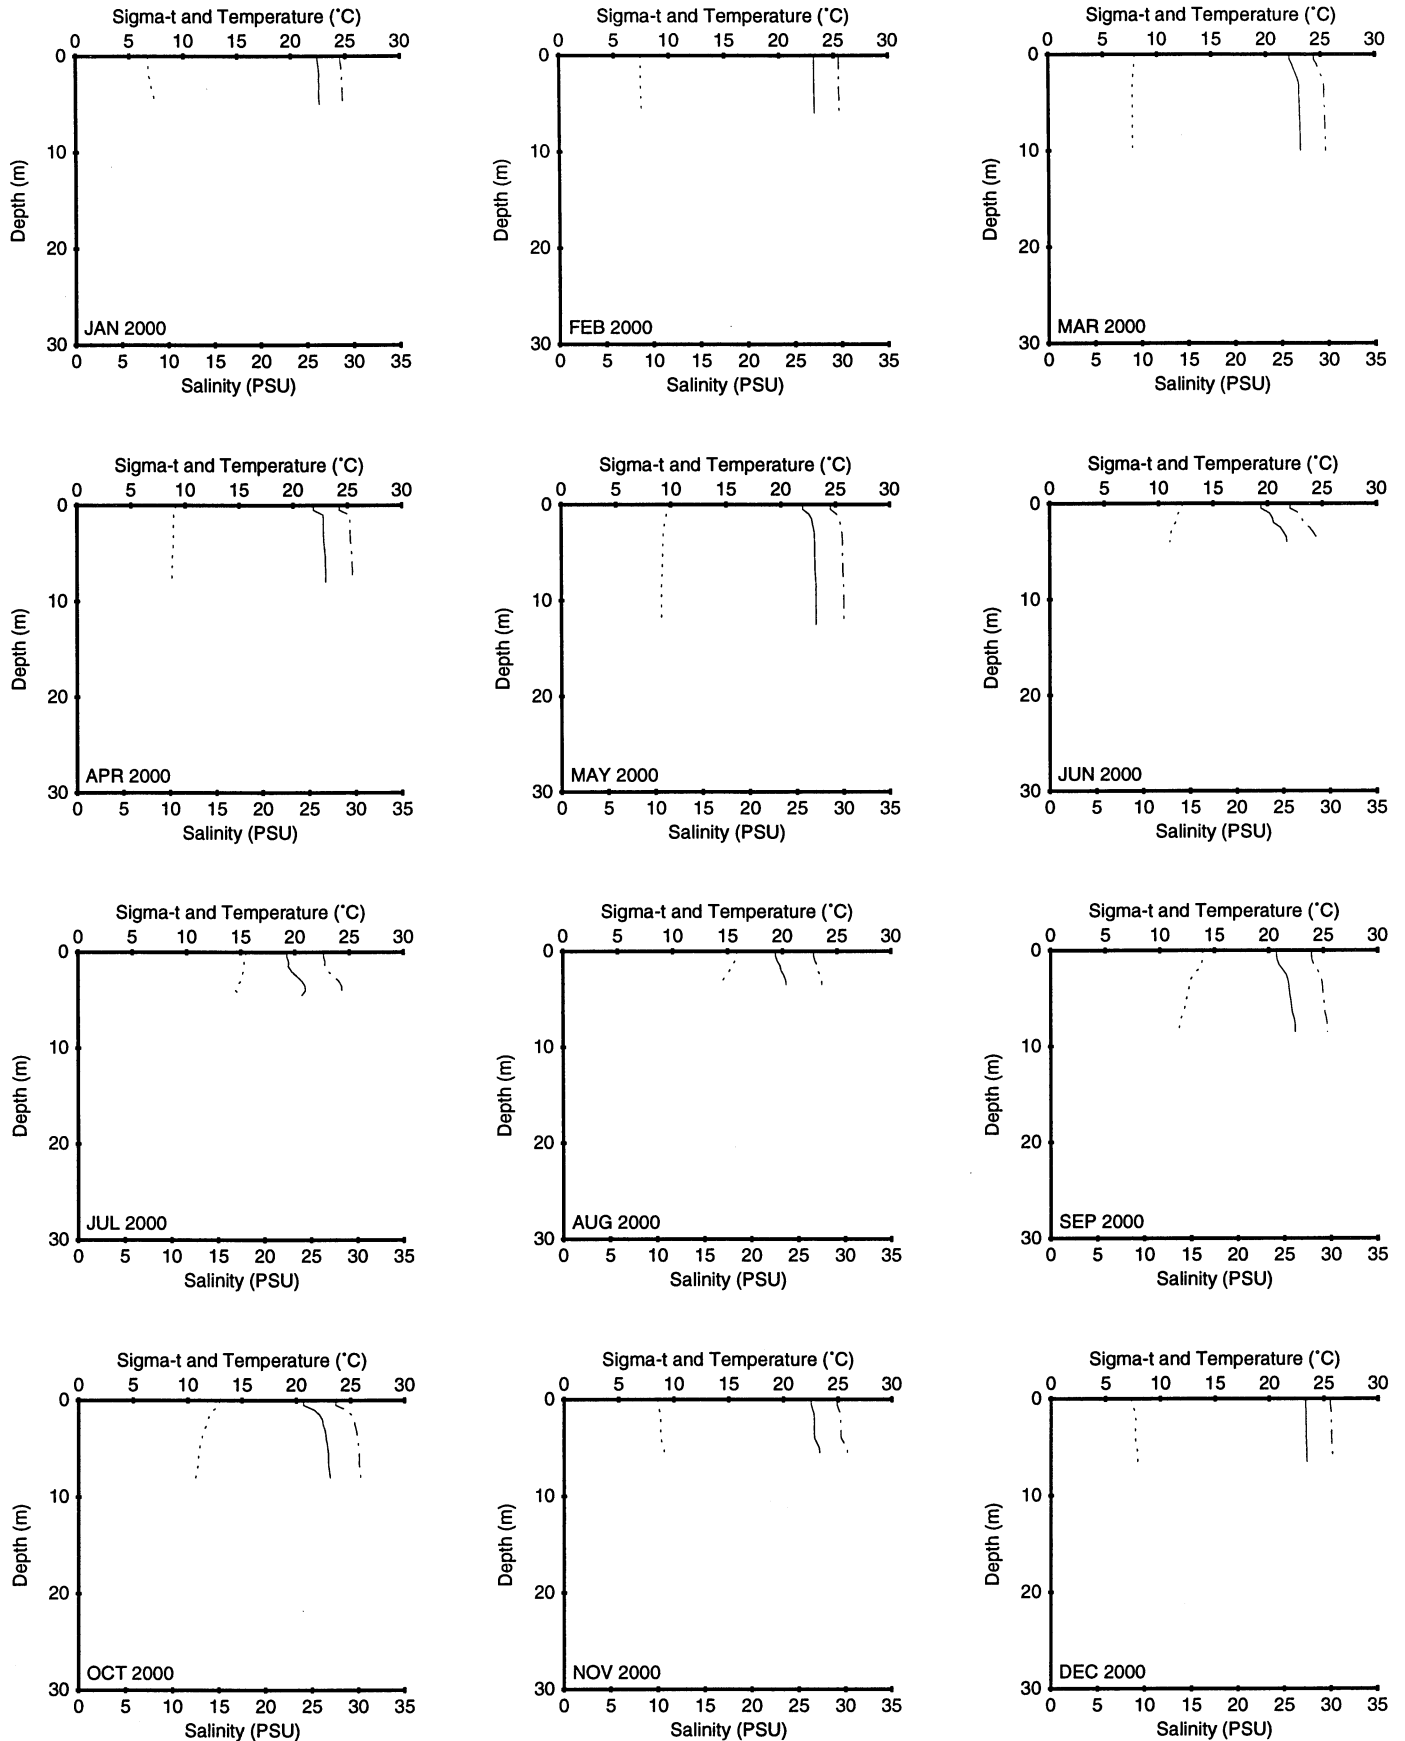 Sigma-t and Temperature (˚C)
0 5 10 15 20 25 30
0
10
20
30
Depth (m)
JAN 2000
0 5 10 15 20 25 30 35
Salinity (PSU)
Sigma-t and Temperature (˚C)
0 5 10 15 20 25 30
0
10
20
30
Depth (m)
FEB 2000
0 5 10 15 20 25 30 35
Salinity (PSU)
Sigma-t and Temperature (˚C)
0 5 10 15 20 25 30
0
10
20
30
Depth (m)
MAR 2000
0 5 10 15 20 25 30 35
Salinity (PSU)
Sigma-t and Temperature (˚C)
0 5 10 15 20 25 30
0
10
20
30
Depth (m)
APR 2000
0 5 10 15 20 25 30 35
Salinity (PSU)
Sigma-t and Temperature (˚C)
0 5 10 15 20 25 30
0
10
20
30
Depth (m)
MAY 2000
0 5 10 15 20 25 30 35
Salinity (PSU)
Sigma-t and Temperature (˚C)
0 5 10 15 20 25 30
0
10
20
30
Depth (m)
JUN 2000
0 5 10 15 20 25 30 35
Salinity (PSU)
Sigma-t and Temperature (˚C)
0 5 10 15 20 25 30
0
10
20
30
Depth (m)
JUL 2000
0 5 10 15 20 25 30 35
Salinity (PSU)
Sigma-t and Temperature (˚C)
0 5 10 15 20 25 30
0
10
20
30
Depth (m)
AUG 2000
0 5 10 15 20 25 30 35
Salinity (PSU)
Sigma-t and Temperature (˚C)
0 5 10 15 20 25 30
0
10
20
30
Depth (m)
SEP 2000
0 5 10 15 20 25 30 35
Salinity (PSU)
Sigma-t and Temperature (˚C)
0 5 10 15 20 25 30
0
10
20
30
Depth (m)
OCT 2000
0 5 10 15 20 25 30 35
Salinity (PSU)
Sigma-t and Temperature (˚C)
0 5 10 15 20 25 30
0
10
20
30
Depth (m)
NOV 2000
0 5 10 15 20 25 30 35
Salinity (PSU)
Sigma-t and Temperature (˚C)
0 5 10 15 20 25 30
0
10
20
30
Depth (m)
DEC 2000
0 5 10 15 20 25 30 35
Salinity (PSU)